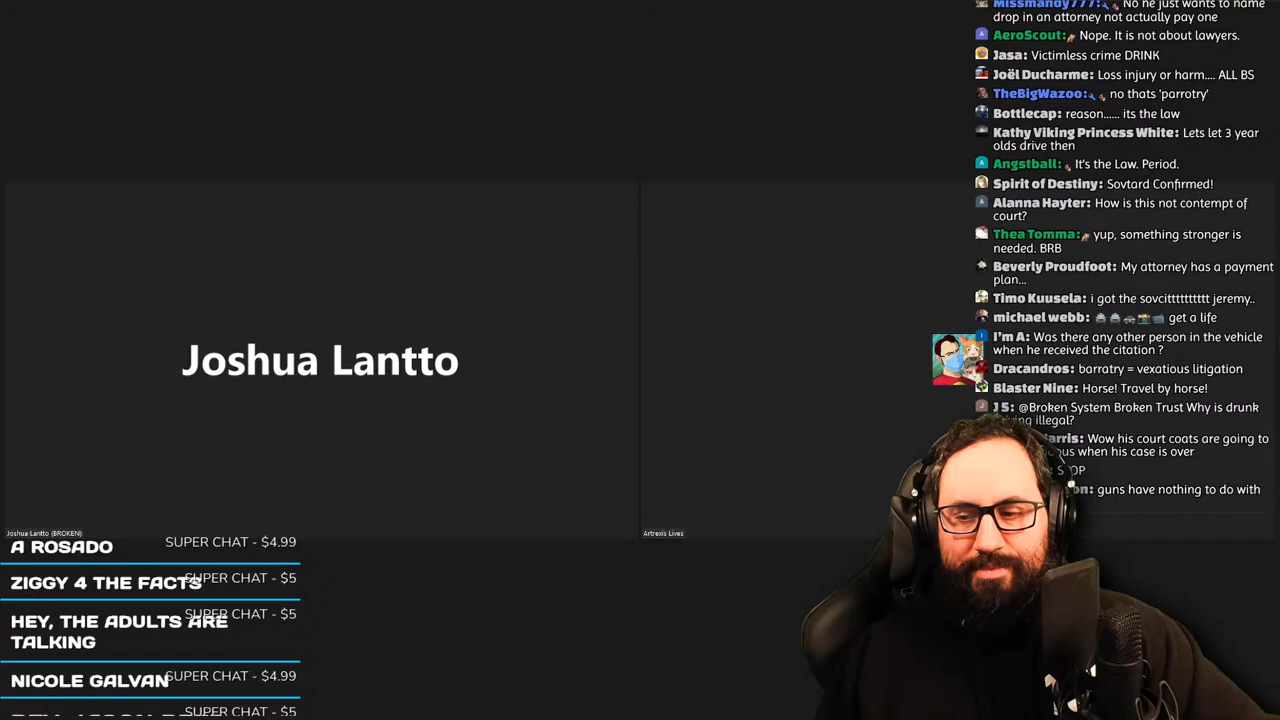 Missmandy777: No ne just wants to name
drop in an attorney not actually pay one
AeroScout: Nope. It is not about lawyers.
Jasa: Victimless crime DRINK
Joël Ducharme: Loss injury or harm.... ALL BS
TheBigWazoo: no thats 'parrotry'
Bottlecap: reason...... its the law
Kathy Viking Princess White: Lets let 3 year
olds drive then
Angstball: It's the Law. Period.
Spirit of Destiny: Sovtard Confirmed!
Alanna Hayter: How is this not contempt of
court?
Thea Tomma: yup, something stronger is
needed. BRB
Beverly Proudfoot: My attorney has a payment
plan...
Timo Kuusela: i got the sovcittttttttt jeremy..
michael webb: get a life
I'm A: Was there any other person in the vehicle
when he received the citation ?
Dracandros: barratry = vexatious litigation
Blaster Nine: Horse! Travel by horse!
J 5: @Broken System Broken Trust Why is drunk
illegal?
Wow his court coats are going to
when his case is over
guns have nothing to do with
Joshua Lantto
Joshua Lantto (BROKEN)
Artrexis Lives
A ROSADO SUPER CHAT - $4.99
ZIGGY 4 THE FACTS SUPER CHAT - $5
HEY, THE ADULTS ARE SUPER CHAT - $5
TALKING
NICOLE GALVAN SUPER CHAT - $4.99
SUPER CHAT - $5